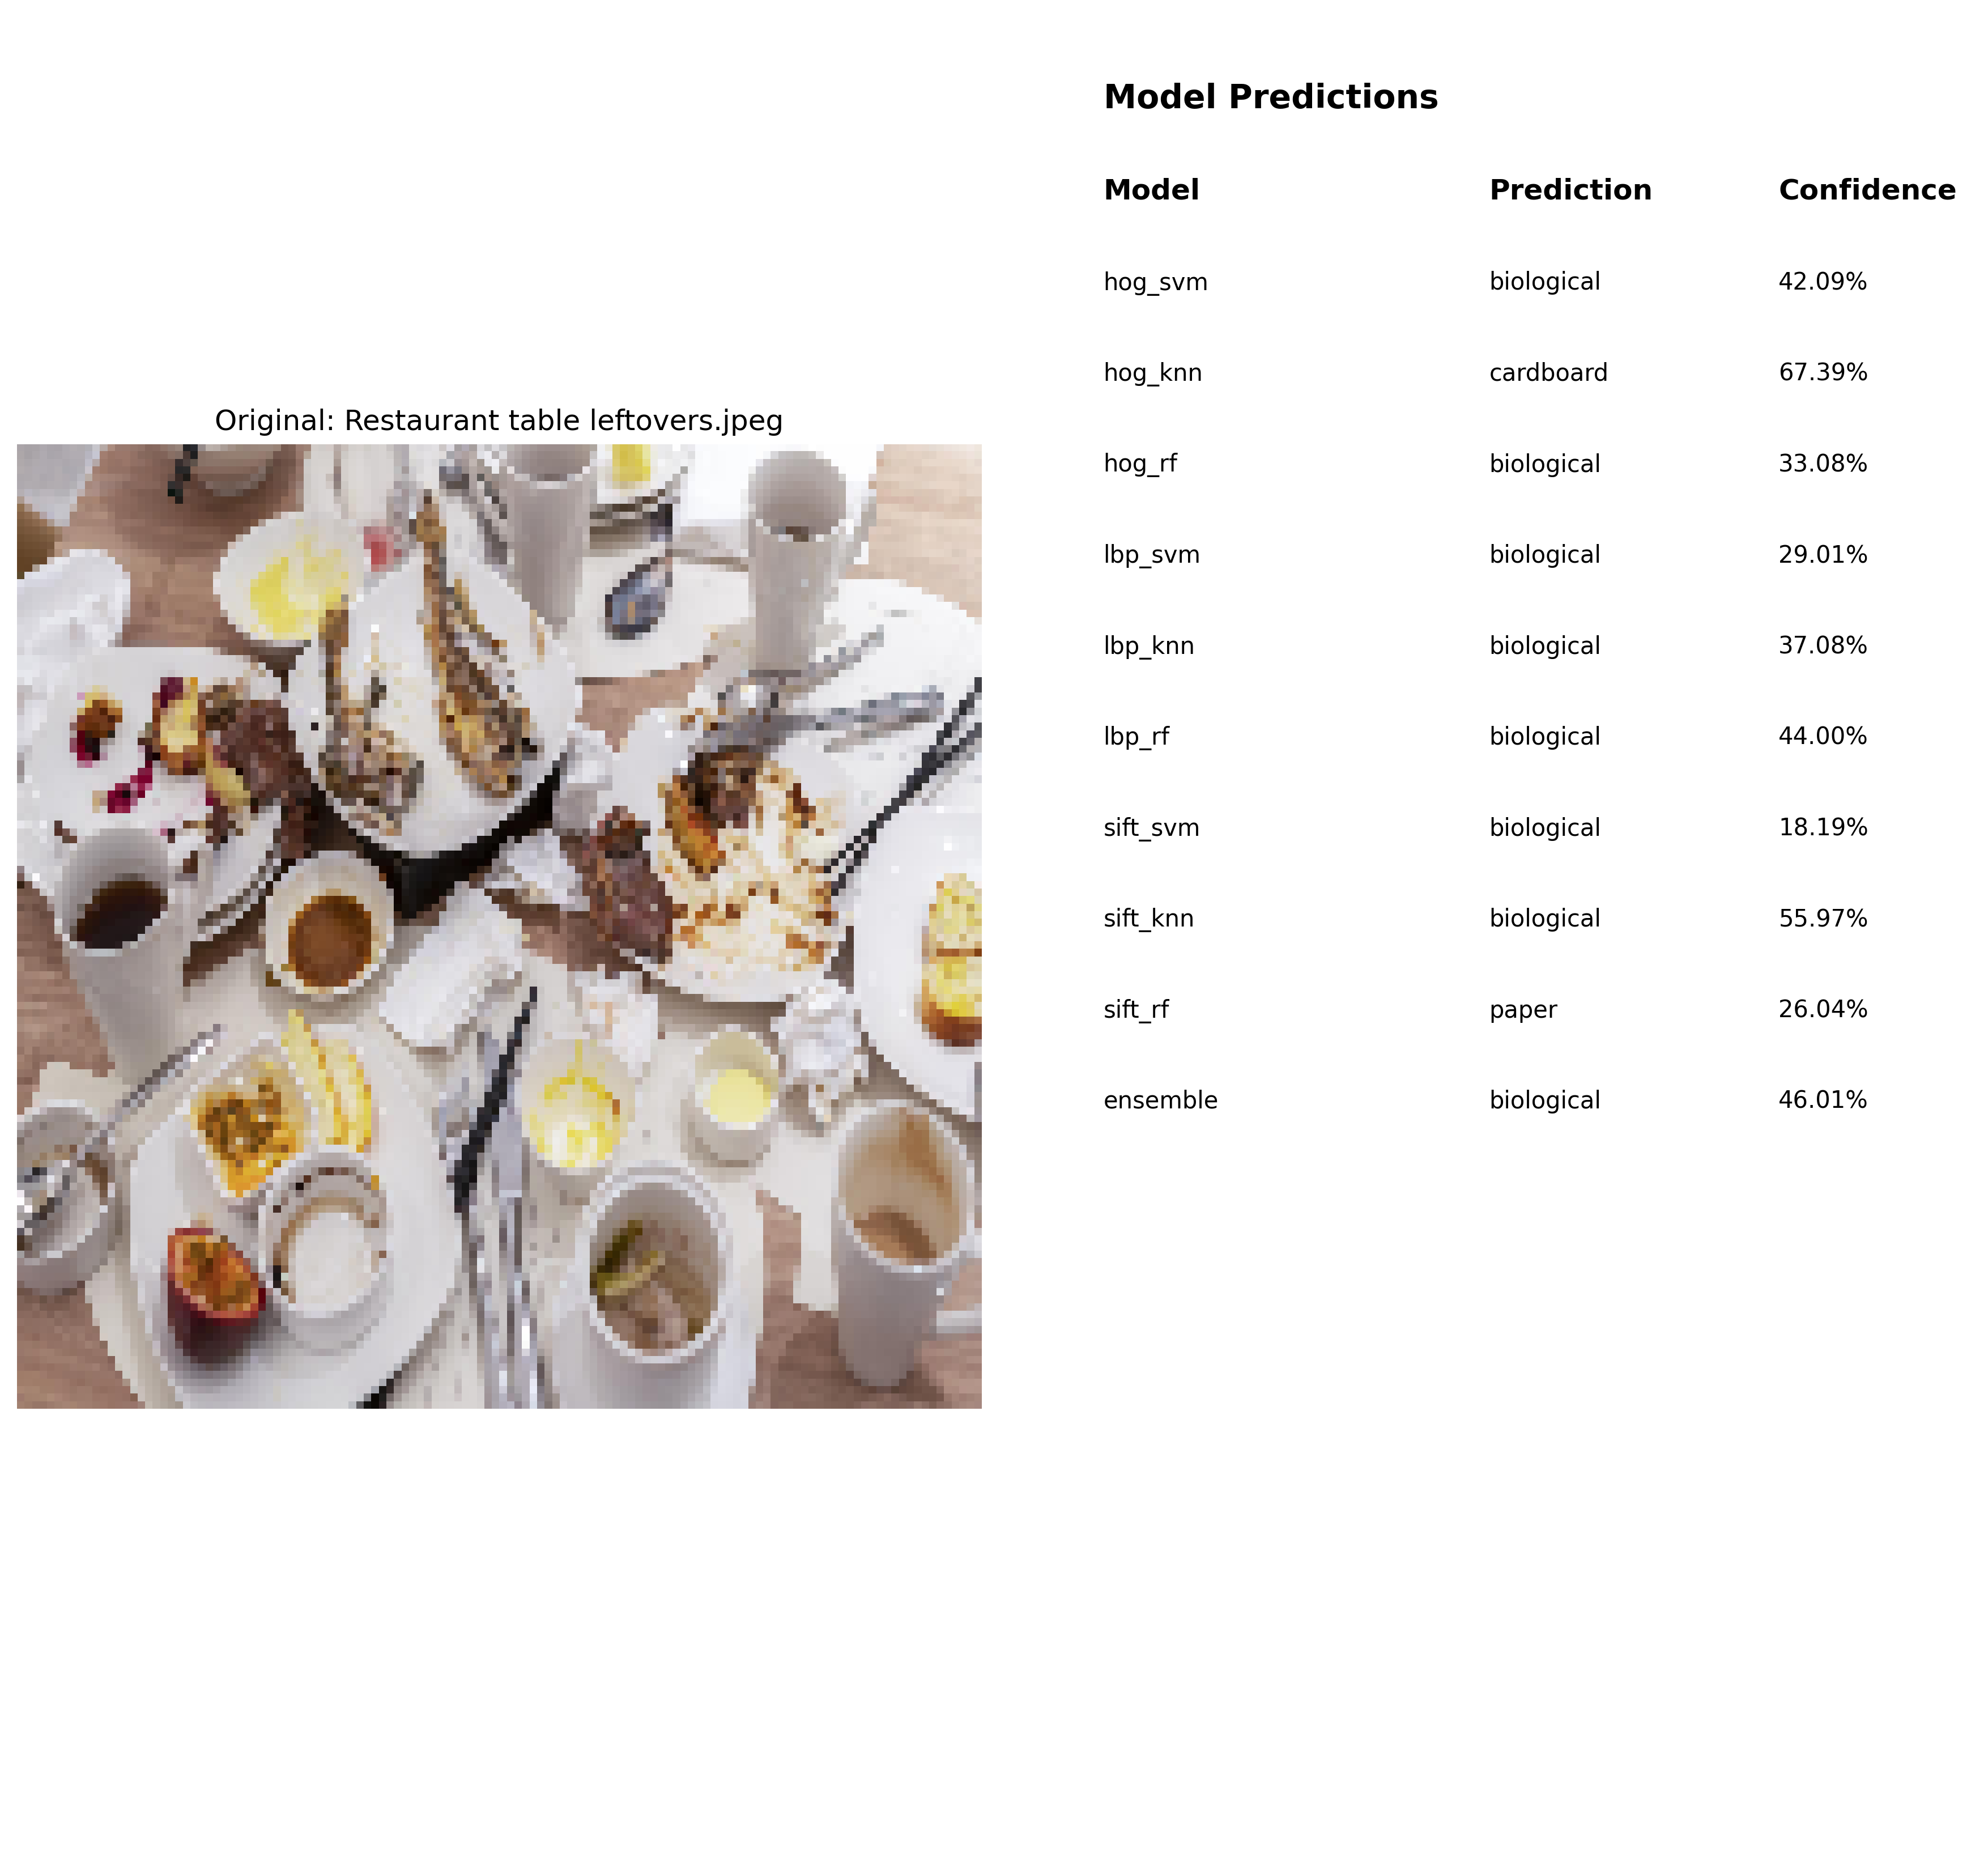 Model Predictions
Model Prediction Confidence
hog_svm biological 42.09%
hog_knn cardboard 67.39%
Original: Restaurant table leftovers.jpeg
hog_rf biological 33.08%
lbp_svm biological 29.01%
lbp_knn biological 37.08%
lbp_rf biological 44.00%
sift_svm biological 18.19%
sift_knn biological 55.97%
sift_rf paper 26.04%
ensemble biological 46.01%